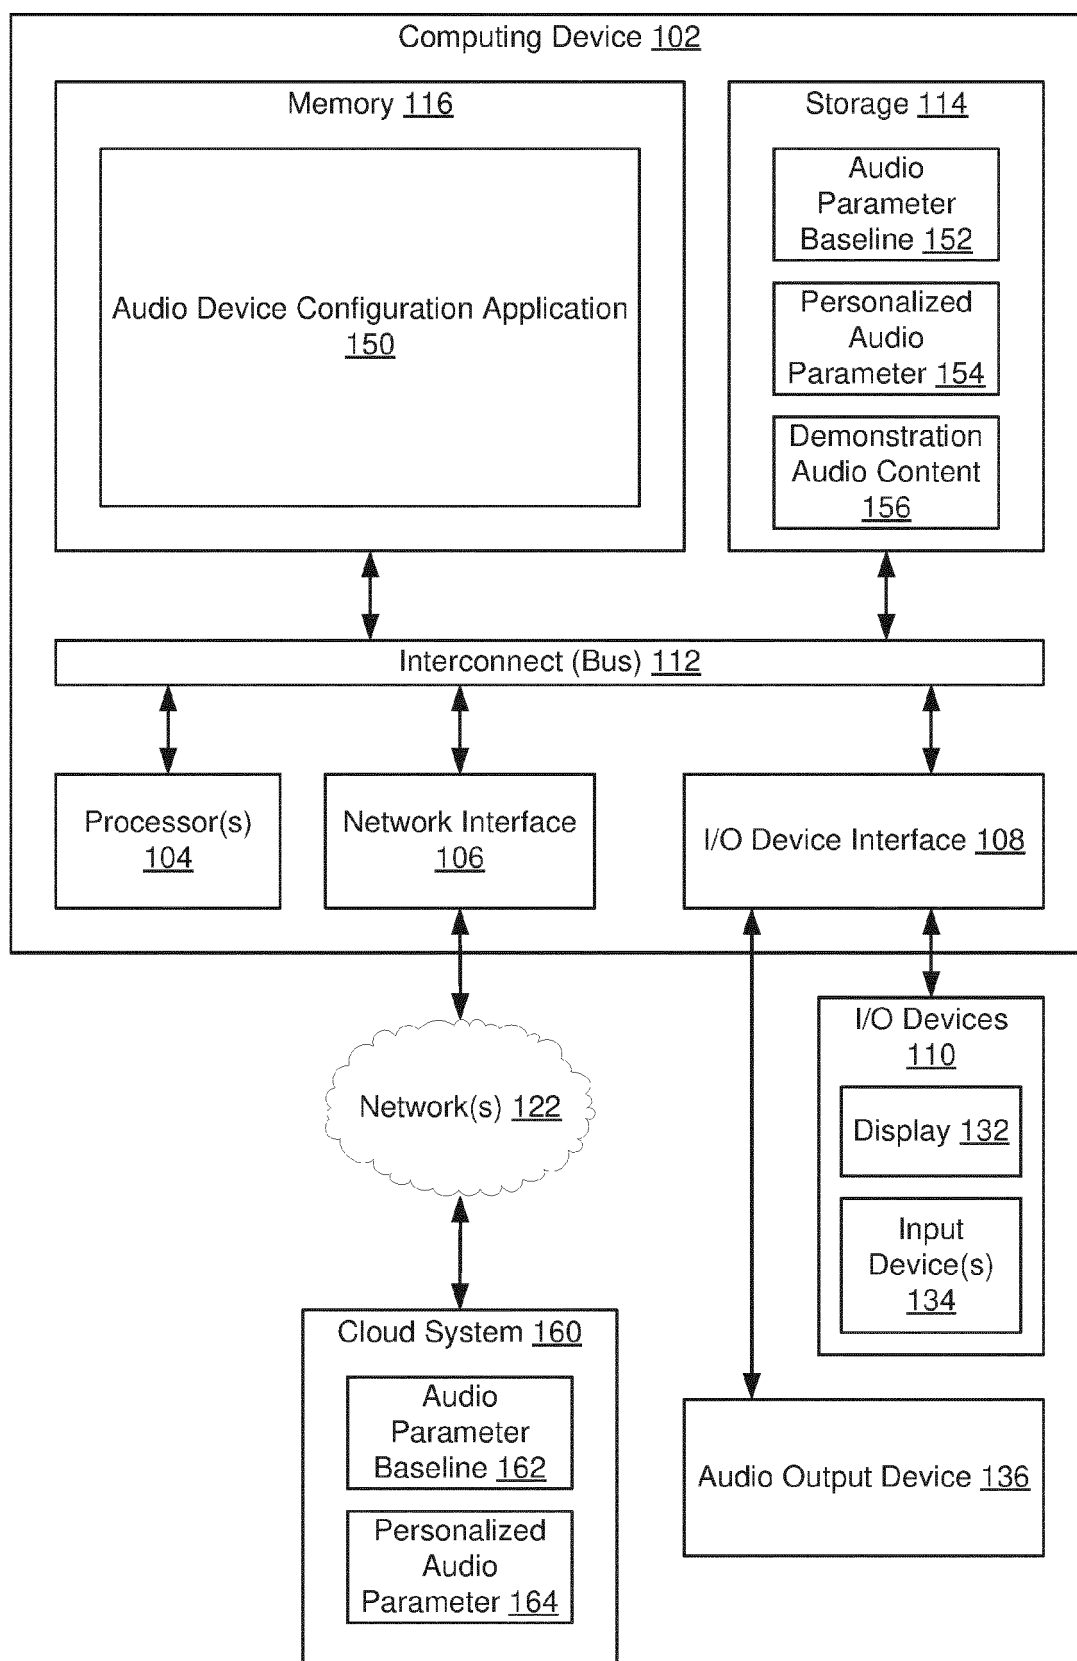 Computing Device 102
Memory 116
Audio Device Configuration Application
150
Storage 114
Audio
Parameter
Baseline 152
Personalized
Audio
Parameter 154
Demonstration
Audio Content
156
Interconnect (Bus) 112
Processor(s)
104
Network Interface
106
I/O Device Interface 108
Network(s) 122
I/O Devices
110
Display 132
Input
Device(s)
134
Cloud System 160
Audio
Parameter
Baseline 162
Personalized
Audio
Parameter 164
Audio Output Device 136